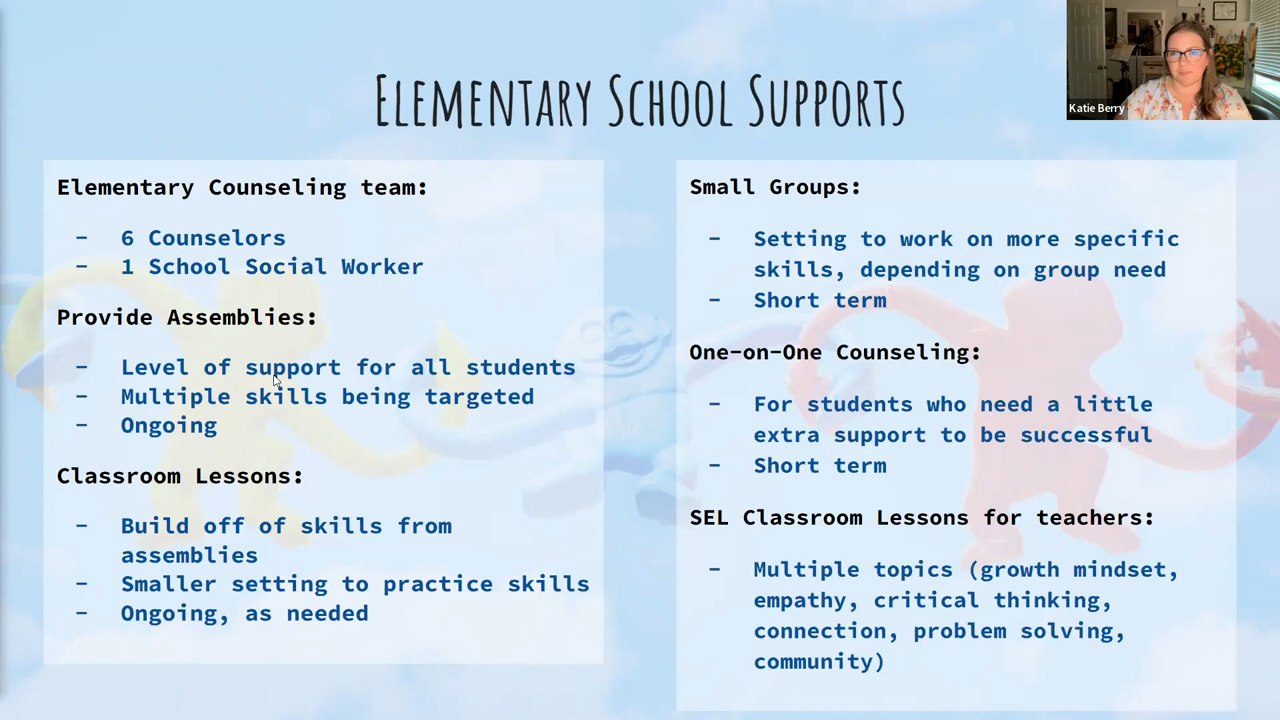 Elementary School Supports
Katie Berry
Elementary Counseling team:
- 6 Counselors
- 1 School Social Worker
Provide Assemblies:
- Level of support for all students
- Multiple skills being targeted
- Ongoing
Classroom Lessons:
- Build off of skills from
assemblies
- Smaller setting to practice skills
- Ongoing, as needed
Small Groups:
- Setting to work on more specific
skills, depending on group need
- Short term
One-on-One Counseling:
- For students who need a little
extra support to be successful
- Short term
SEL Classroom Lessons for teachers:
- Multiple topics (growth mindset,
empathy, critical thinking,
connection, problem solving,
community)